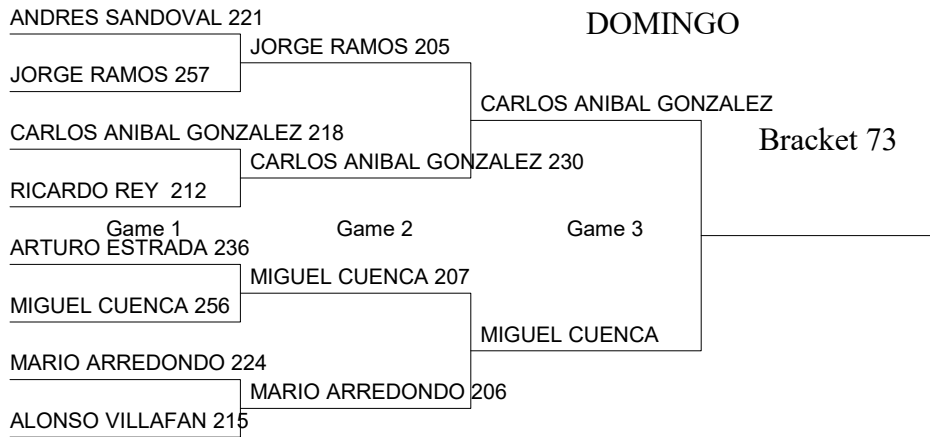 ANDRES SANDOVAL 221
DOMINGO
JORGE RAMOS 205
JORGE RAMOS 257
CARLOS ANIBAL GONZALEZ
CARLOS ANIBAL GONZALEZ 218
Bracket 73
CARLOS ANIBAL GONZALEZ 230
RICARDO REY 212
Game 1
Game 2
Game 3
ARTURO ESTRADA 236
MIGUEL CUENCA 207
MIGUEL CUENCA 256
MIGUEL CUENCA
MARIO ARREDONDO 224
MARIO ARREDONDO 206
ALONSO VILLAFAN 215